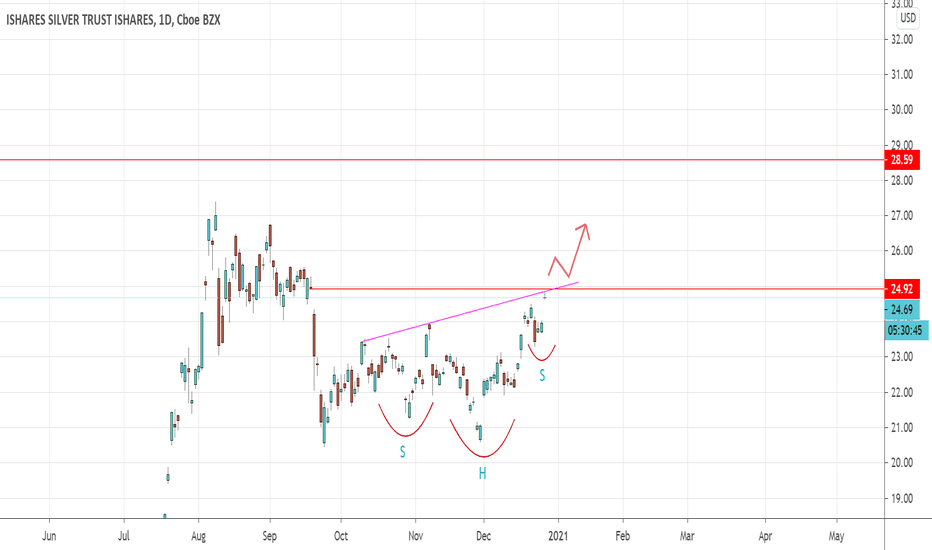 ISHARES SILVER TRUST ISHARES, 1D, Cboe BZX
33.00
USD
32.00
31.00
30.00
29.00
28.59
28.00
27.00
26.00
25.00
24.92
24.69
05:30:45
23.00
22.00
21.00
20.00
19.00
S
H
S
Jun
Jul
Aug
Sep
Oct
Nov
Dec
2021
Feb
Mar
Apr
May